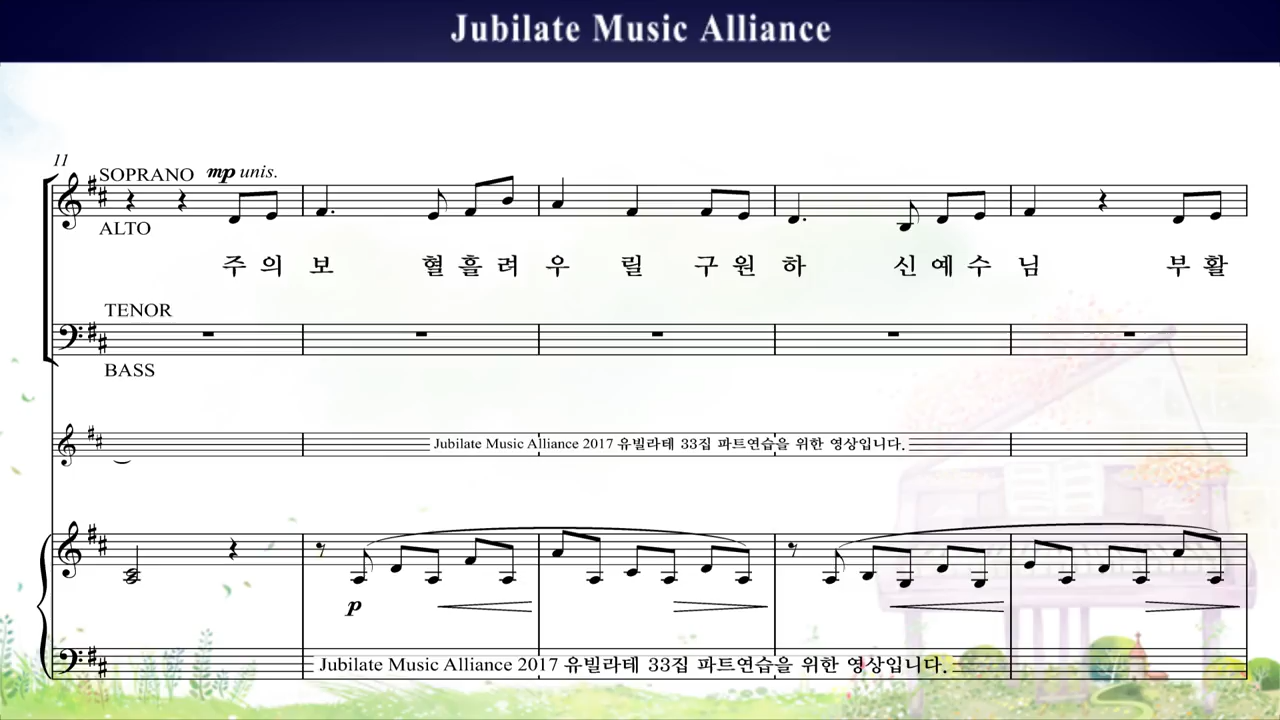 Jubilate Music Alliance
11
SOPRANO mp unis.
ALTO
주 의 보 혈 흘 려 우 릴 구 원 하 신 예 수 님 부 활
TENOR
BASS
Jubilate Music Alliance 2017 유빌라테 33집 파트연습을 위한 영상입니다.
p
Jubilate Music Alliance 2017 유빌라테 33집 파트연습을 위한 영상입니다.